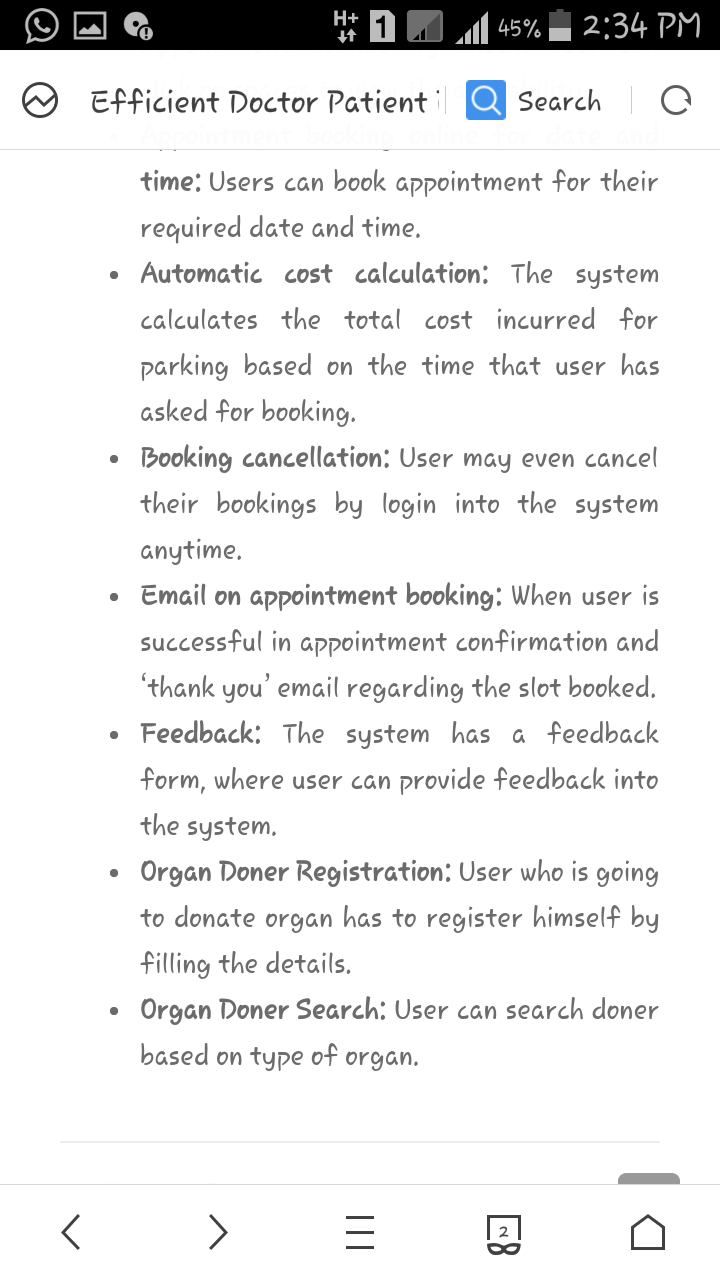 H+ 1 45% 2:34 PM
Efficient Doctor Patient Search
Appointment booking online for date and
time: Users can book appointment for their
required date and time.
• Automatic cost calculation: The system
calculates the total cost incurred for
parking based on the time that user has
asked for booking.
• Booking cancellation: User may even cancel
their bookings by login into the system
anytime.
• Email on appointment booking: When user is
successful in appointment confirmation and
‘thank you’ email regarding the slot booked.
• Feedback: The system has a feedback
form, where user can provide feedback into
the system.
• Organ Doner Registration: User who is going
to donate organ has to register himself by
filling the details.
• Organ Doner Search: User can search doner
based on type of organ.
2